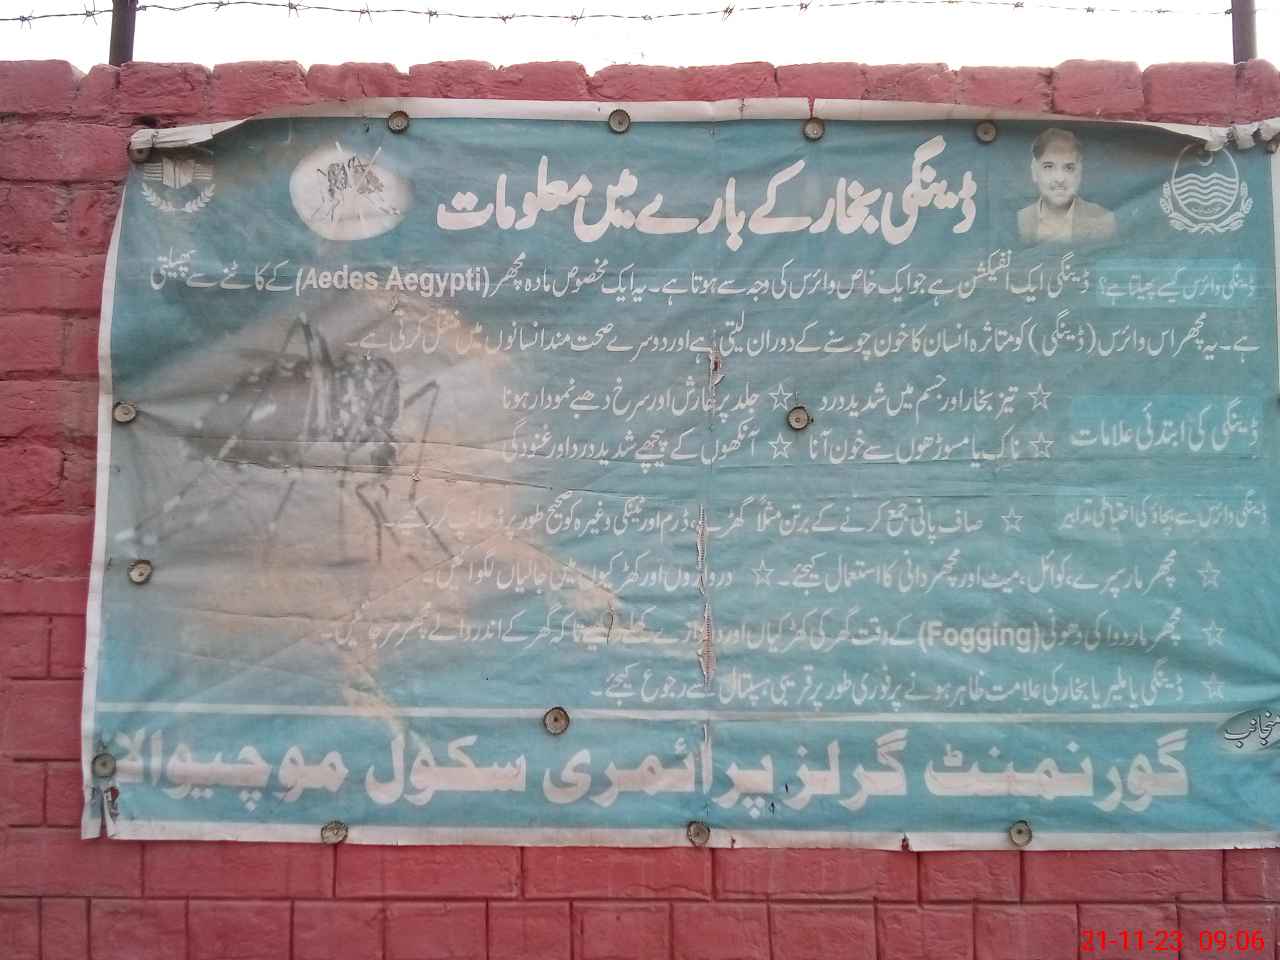 ڈینگی بخار کے بارے میں معلومات
ڈینگی وائرس کیسے پھیلتا ہے؟ ڈینگی ایک انفیکشن ہے جو ایک خاص وائرس کی وجہ سے ہوتا ہے۔ یہ ایک مخصوص مادہ مچھر (Aedes Aegypti) کے کاٹنے سے پھیلتی
ہے۔ یہ مچھر اس وائرس (ڈینگی) کو متاثرہ انسان کا خون چوسنے کے دوران لیتی ہے اور دوسرے صحت مند انسانوں میں منتقل کرتی ہے۔
ڈینگی کی ابتدئی علامات
☆ تیز بخار اور جسم میں شدید درد ☆ جلد پر خارش اور سرخ دھبے نمودار ہونا
☆ ناک یا مسوڑھوں سے خون آنا ☆ آنکھوں کے پیچھے شدید درد اور غنودگی
ڈینگی وائرس سے بچاؤ کی احتیاطی تدابیر ☆ صاف پانی جمع کرنے کے برتن مثلاً گھڑے، ڈرم اور ٹینکی وغیرہ کو صحیح طور پر ڈھانپ کر رکھے۔
☆ مچھر مار سپرے، کوائل، میٹ اور مچھر دانی کا استعمال کیجئے۔ ☆ دروازوں اور کھڑکیوں میں جالیاں لگوائیں۔
☆ مچھر مار دوا کی دھونی (Fogging) کے وقت گھر کی کھڑکیاں اور دروازے کھلے رکھیے تاکہ گھر کے اندر والے مچھر مر جائیں۔
☆ ڈینگی یا ملیریا بخار کی علامت ظاہر ہونے پر فوری طور پر قریبی ہسپتال سے رجوع کیجئے۔
منجانب
گورنمنٹ گرلز پرائمری سکول موچیوالا
21-11-23 09:06